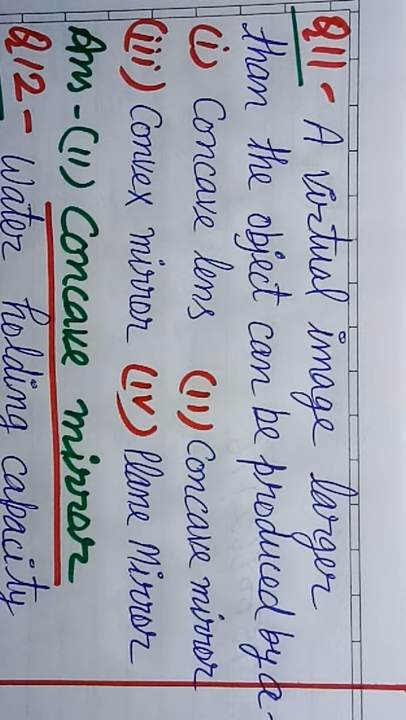 Q11- A virtual image larger
than the object can be produced by a-
(i) Concave lens (ii) Concave mirror
(iii) Convex mirror (iv) Plane Mirror
Ans-(ii) Concave mirror
Q12- Water holding capacity